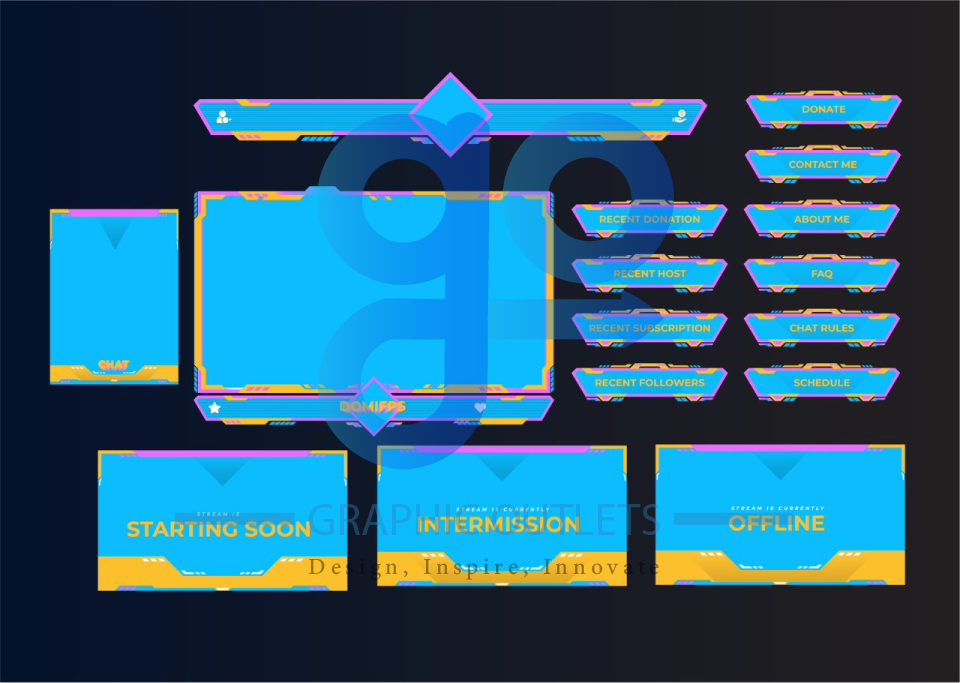 DONATE
CONTACT ME
RECENT DONATION
ABOUT ME
RECENT HOST
FAQ
RECENT SUBSCRIPTION
CHAT RULES
RECENT FOLLOWERS
SCHEDULE
CHAT
DOMIFPS
STREAM IS
STARTING SOON
STREAM IS CURRENTLY
INTERMISSION
STREAM IS CURRENTLY
OFFLINE
GRAPHIC OUTLETS
Design, Inspire, Innovate